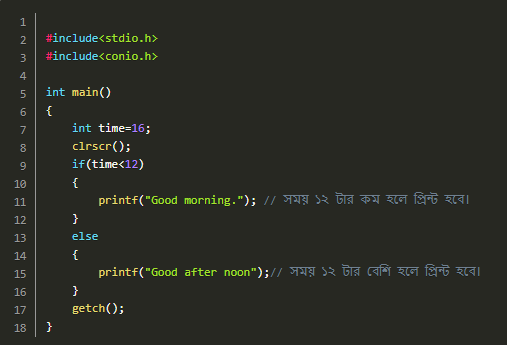 1
2 #include<stdio.h>
3 #include<conio.h>
4
5 int main()
6 {
7     int time=16;
8     clrscr();
9     if(time<12)
10     {
11         printf("Good morning."); // সময় ১২ টার কম হলে প্রিন্ট হবে।
12     }
13     else
14     {
15         printf("Good after noon");// সময় ১২ টার বেশি হলে প্রিন্ট হবে।
16     }
17     getch();
18 }